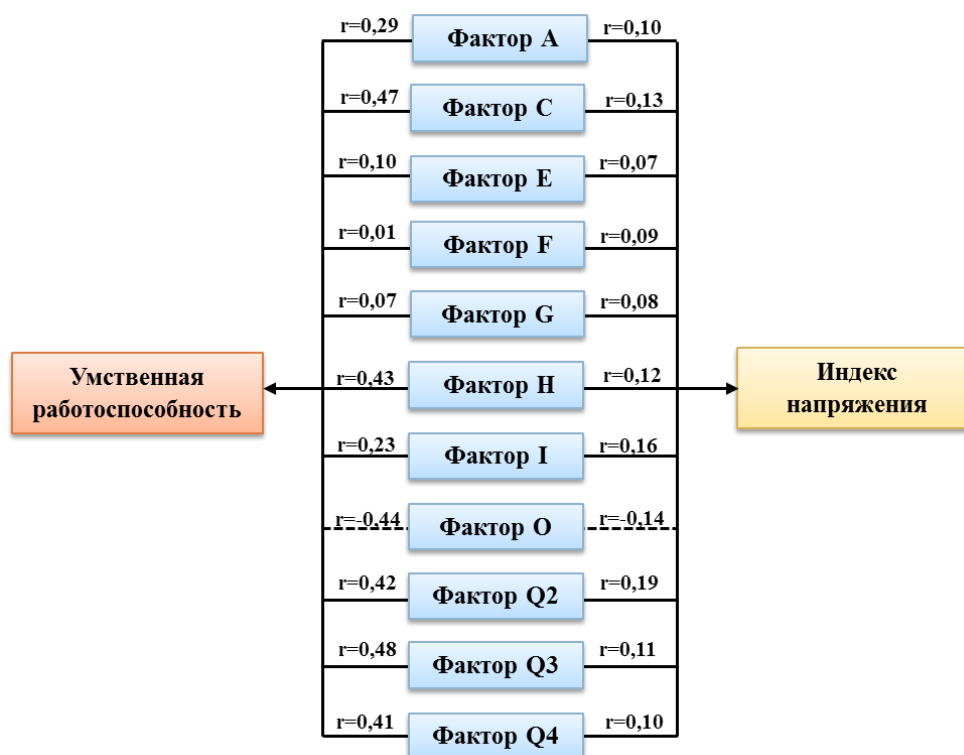 r=0,29 Фактор A r=0,10
r=0,47 Фактор C r=0,13
r=0,10 Фактор E r=0,07
r=0,01 Фактор F r=0,09
r=0,07 Фактор G r=0,08
Умственная
работоспособность
r=0,43 Фактор H r=0,12
Индекс
напряжения
r=0,23 Фактор I r=0,16
r=-0,44 Фактор O r=-0,14
r=0,42 Фактор Q2 r=0,19
r=0,48 Фактор Q3 r=0,11
r=0,41 Фактор Q4 r=0,10